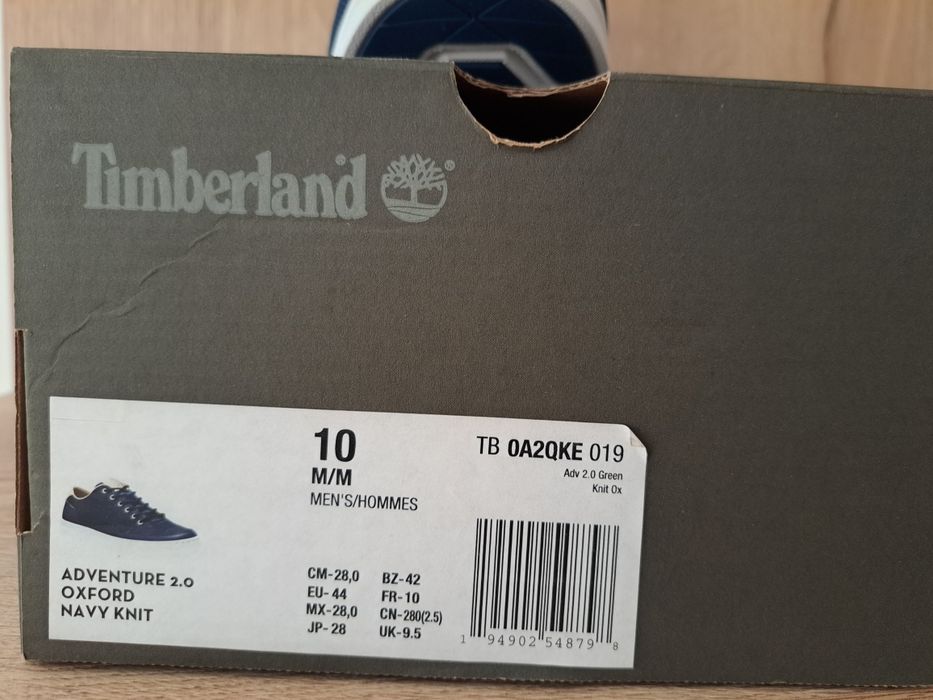 Timberland ®
10
M/M
MEN'S/HOMMES
TB 0A2QKE 019
Adv 2.0 Green
Knit Ox
ADVENTURE 2.0
OXFORD
NAVY KNIT
CM-28,0 BZ-42
EU- 44 FR-10
MX-28,0 CN-280(2.5)
JP- 28 UK-9.5
1 94902 54879 8